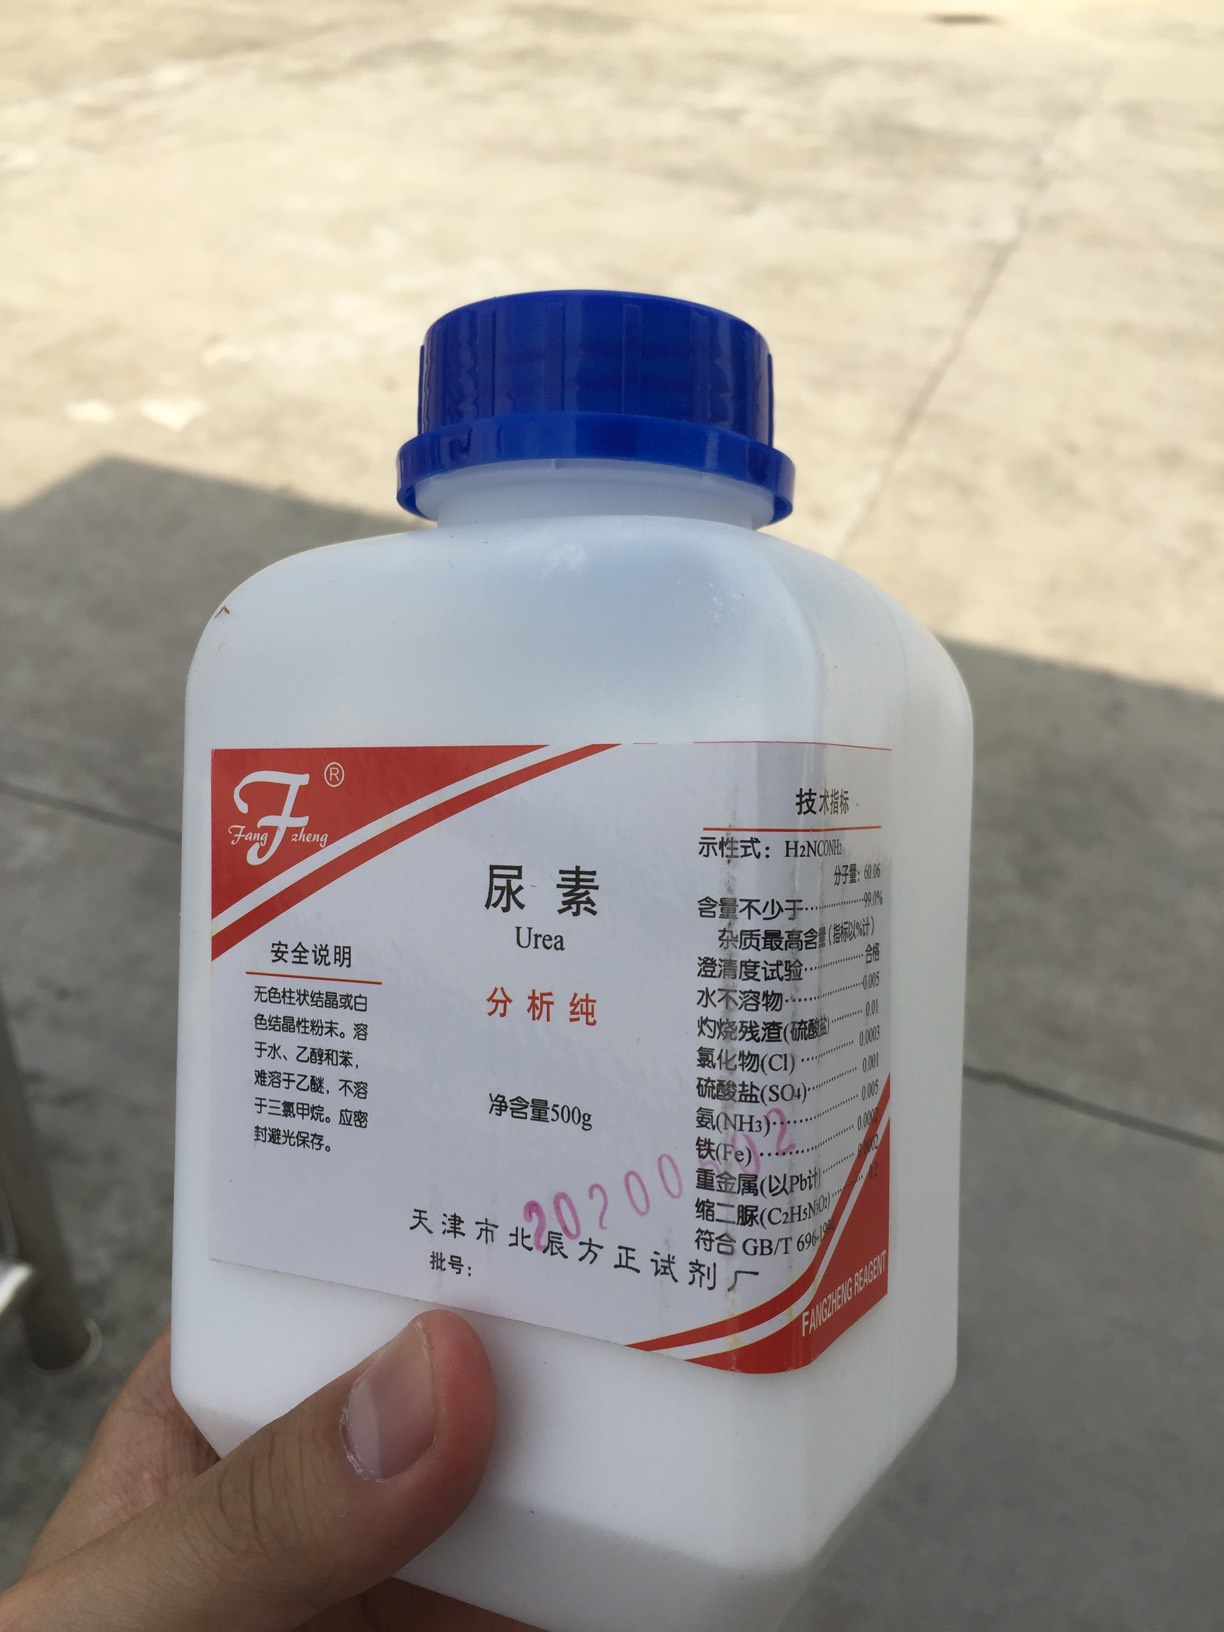 F®
Fang zheng
安全说明
无色柱状结晶或白
色结晶性粉末。溶
于水、乙醇和苯，
难溶于乙醚，不溶
于三氯甲烷。应密
封避光保存。
尿素
Urea
分析纯
净含量500g
天津市北辰方正试剂厂
批号：
技术指标
示性式：H2NCONH2
分子量：60.06
含量不少于··············99.0%
杂质最高含量(指标以%计)
澄清度试验··············合格
水不溶物··············0.005
灼烧残渣(硫酸盐)··········0.01
氯化物(Cl)··············0.0003
硫酸盐(SO4)··············0.001
氨(NH3)··············0.005
铁(Fe)··············
重金属(以Pb计)··············
缩二脲(C2H5N3O2)··········0.2
符合 GB/T 696-
FANGZHENG REAGENT